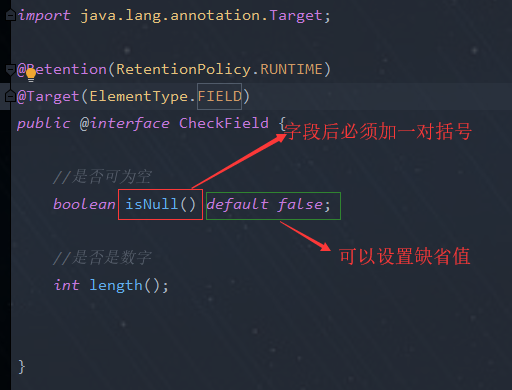 import java.lang.annotation.Target;
@Retention(RetentionPolicy.RUNTIME)
@Target(ElementType.FIELD)
public @interface CheckField {
字段后必须加一对括号
//是否可为空
boolean isNull() default false;
可以设置缺省值
//是否是数字
int length();
}